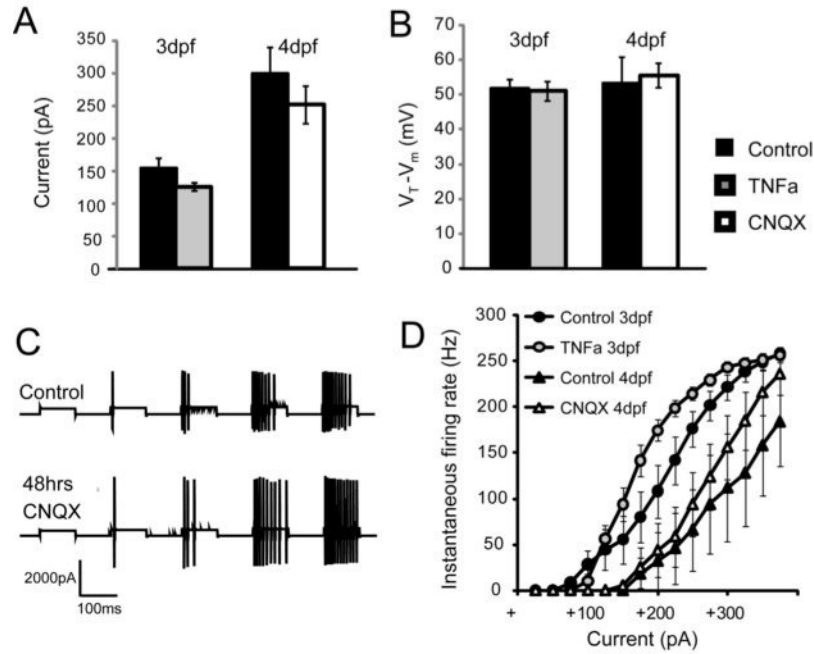 A
3dpf
4dpf
350
300
250
200
150
100
50
0
Current (pA)
B
3dpf
4dpf
70
60
50
40
30
20
10
0
V_T-V_m (mV)
Control
TNFa
CNQX
C
Control
48hrs
CNQX
2000pA
100ms
D
Control 3dpf
TNFa 3dpf
Control 4dpf
CNQX 4dpf
300
250
200
150
100
50
0
Instantaneous firing rate (Hz)
+ +100 +200 +300
Current (pA)